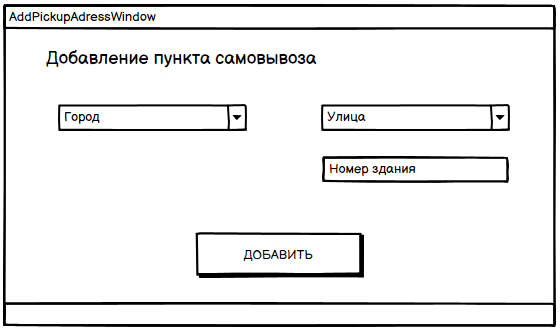 AddPickupAdressWindow
Добавление пункта самовывоза
Город
Улица
Номер здания
ДОБАВИТЬ